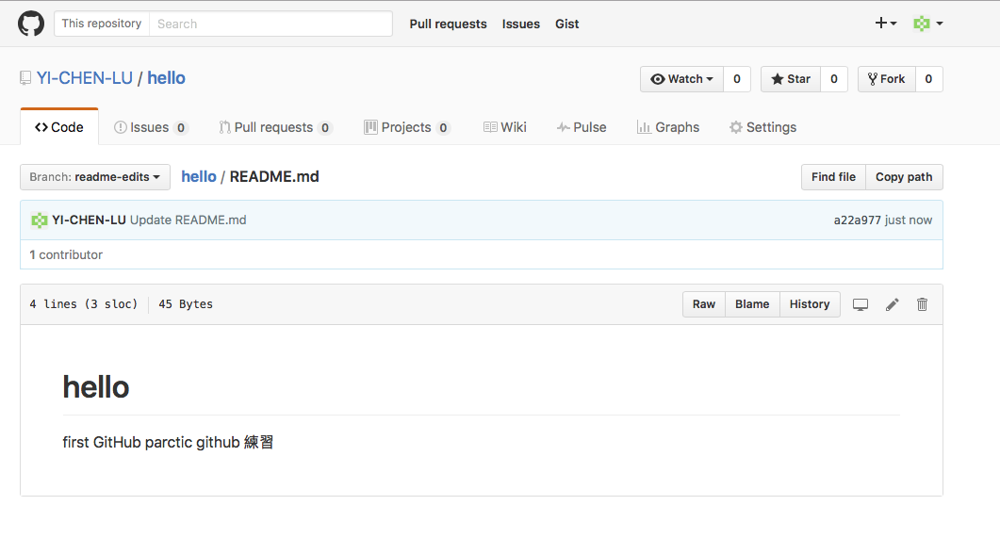 This repository Search Pull requests Issues Gist
YI-CHEN-LU / hello Watch 0 Star 0 Fork 0
Code Issues 0 Pull requests 0 Projects 0 Wiki Pulse Graphs Settings
Branch: readme-edits hello / README.md Find file Copy path
YI-CHEN-LU Update README.md a22a977 just now
1 contributor
4 lines (3 sloc) 45 Bytes Raw Blame History
hello
first GitHub parctic github 練習